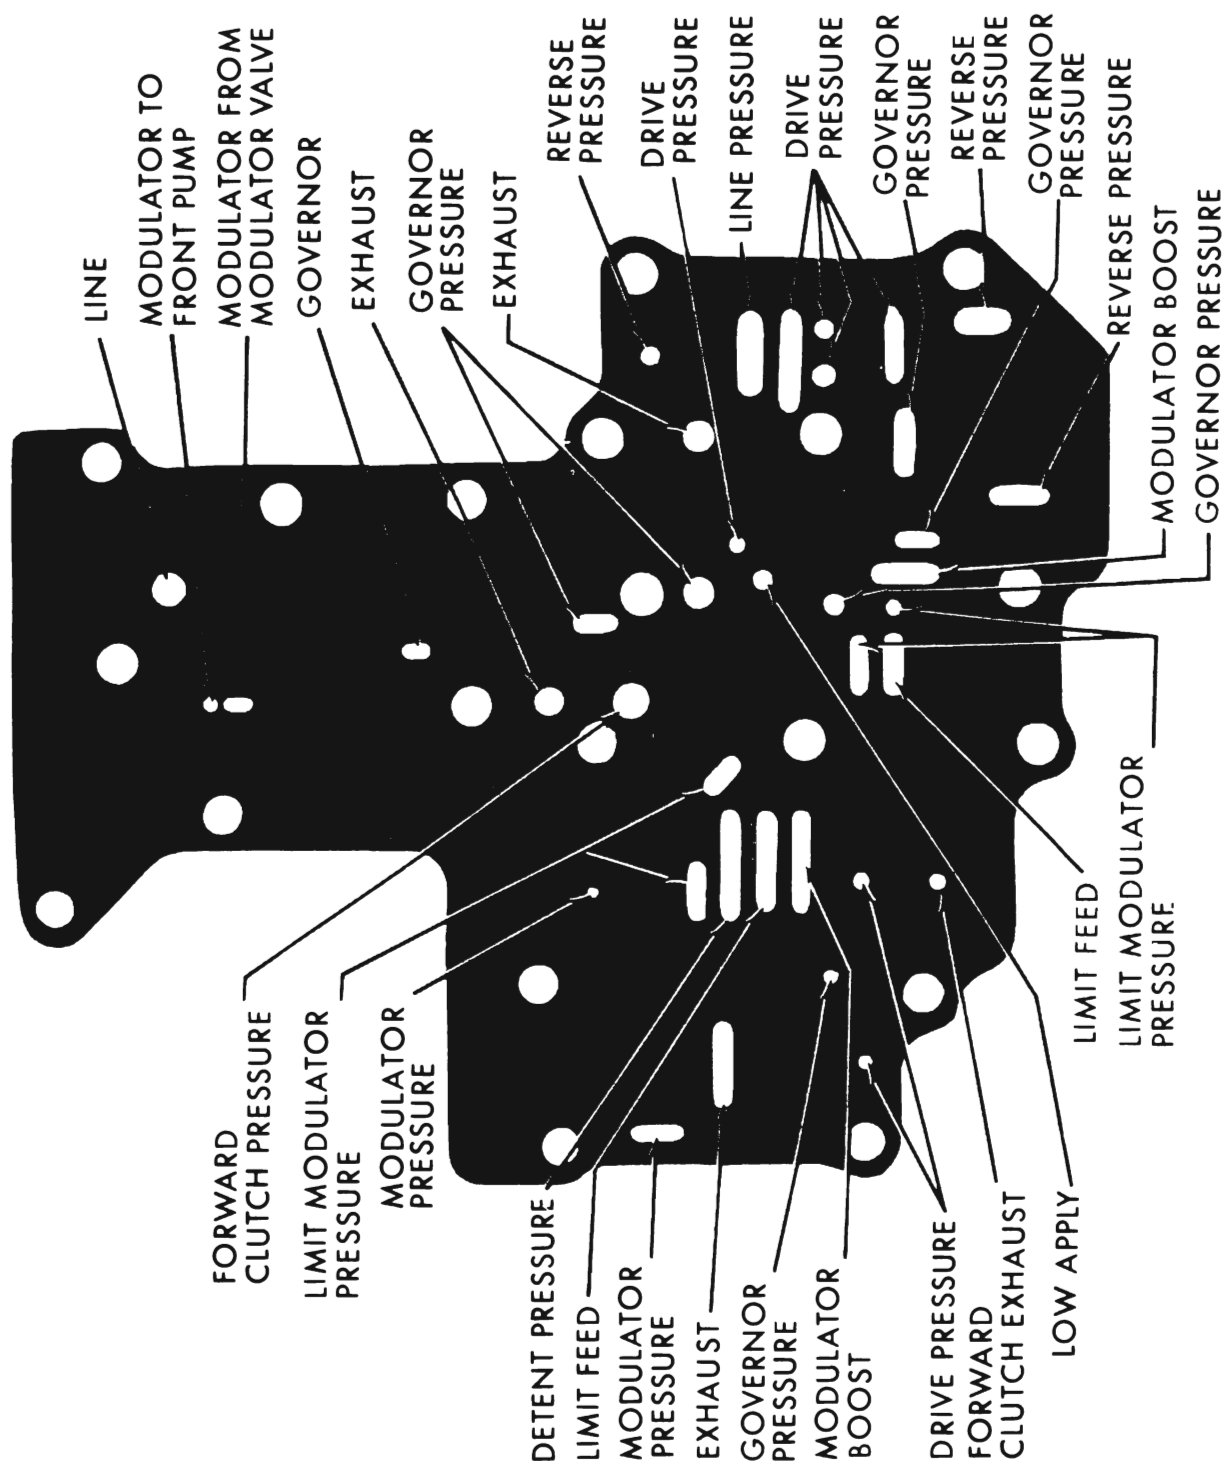 LINE
MODULATOR TO
FRONT PUMP
MODULATOR FROM
MODULATOR VALVE
GOVERNOR
EXHAUST
GOVERNOR
PRESSURE
EXHAUST
REVERSE
PRESSURE
DRIVE
PRESSURE
LINE PRESSURE
DRIVE
PRESSURE
GOVERNOR
PRESSURE
REVERSE
PRESSURE
GOVERNOR
PRESSURE
REVERSE PRESSURE
MODULATOR BOOST
GOVERNOR PRESSURE
FORWARD
CLUTCH PRESSURE
LIMIT MODULATOR
PRESSURE
MODULATOR
PRESSURE
DETENT PRESSURE
LIMIT FEED
MODULATOR
PRESSURE
EXHAUST
GOVERNOR
PRESSURE
MODULATOR
BOOST
DRIVE PRESSURE
FORWARD
CLUTCH EXHAUST
LOW APPLY
LIMIT FEED
LIMIT MODULATOR
PRESSURE